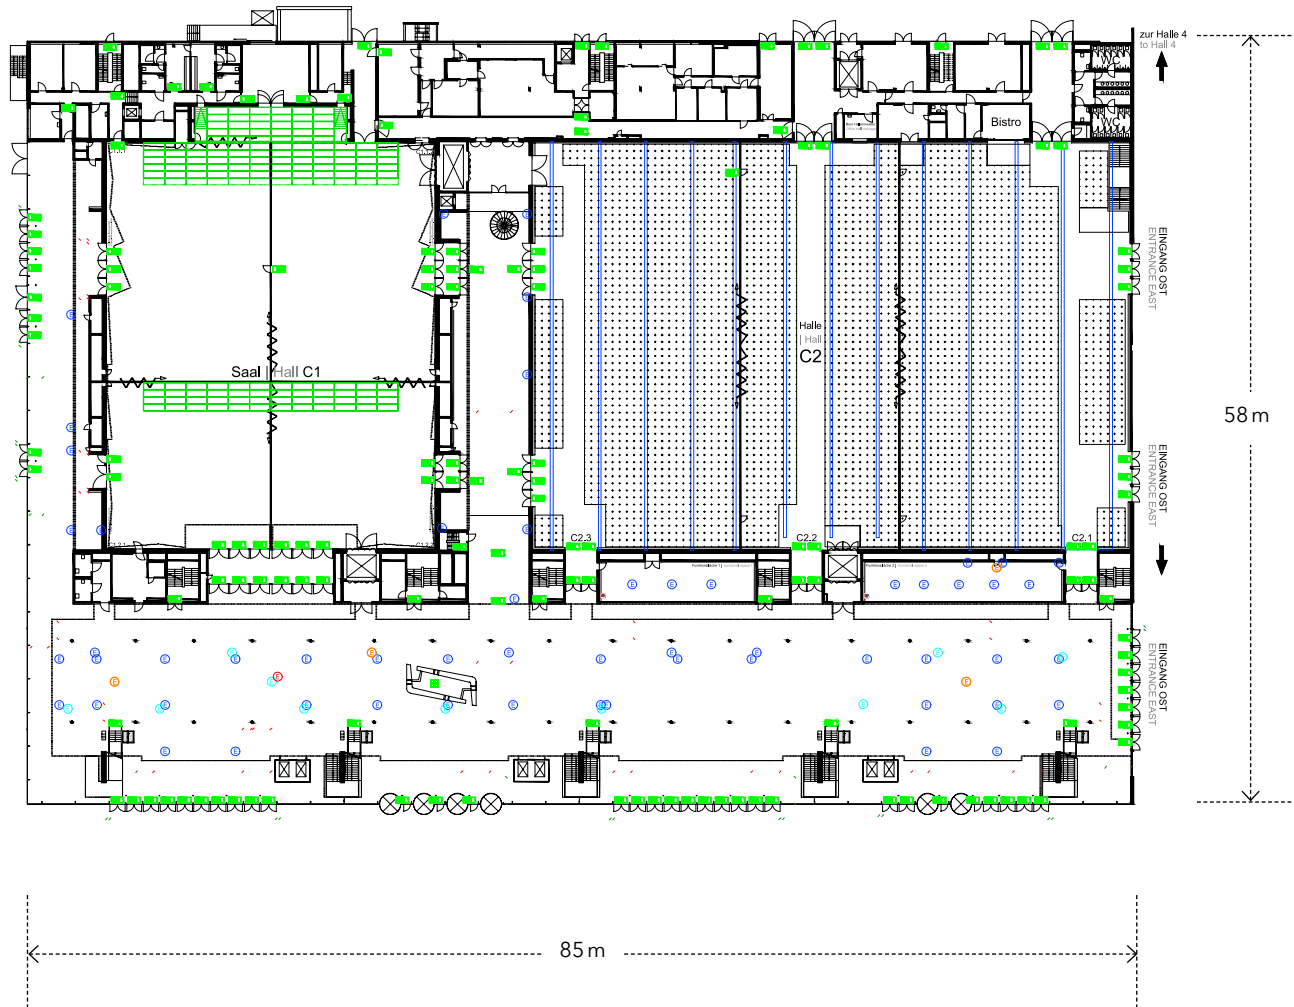 zur Halle 4
to Hall 4
WC
WC
Bistro
EINGANG OST
ENTRANCE EAST
Halle
| Hall
C2
Saal | Hall C1
58 m
EINGANG OST
ENTRANCE EAST
C2.3
C2.2
C2.1
EINGANG OST
ENTRANCE EAST
85 m